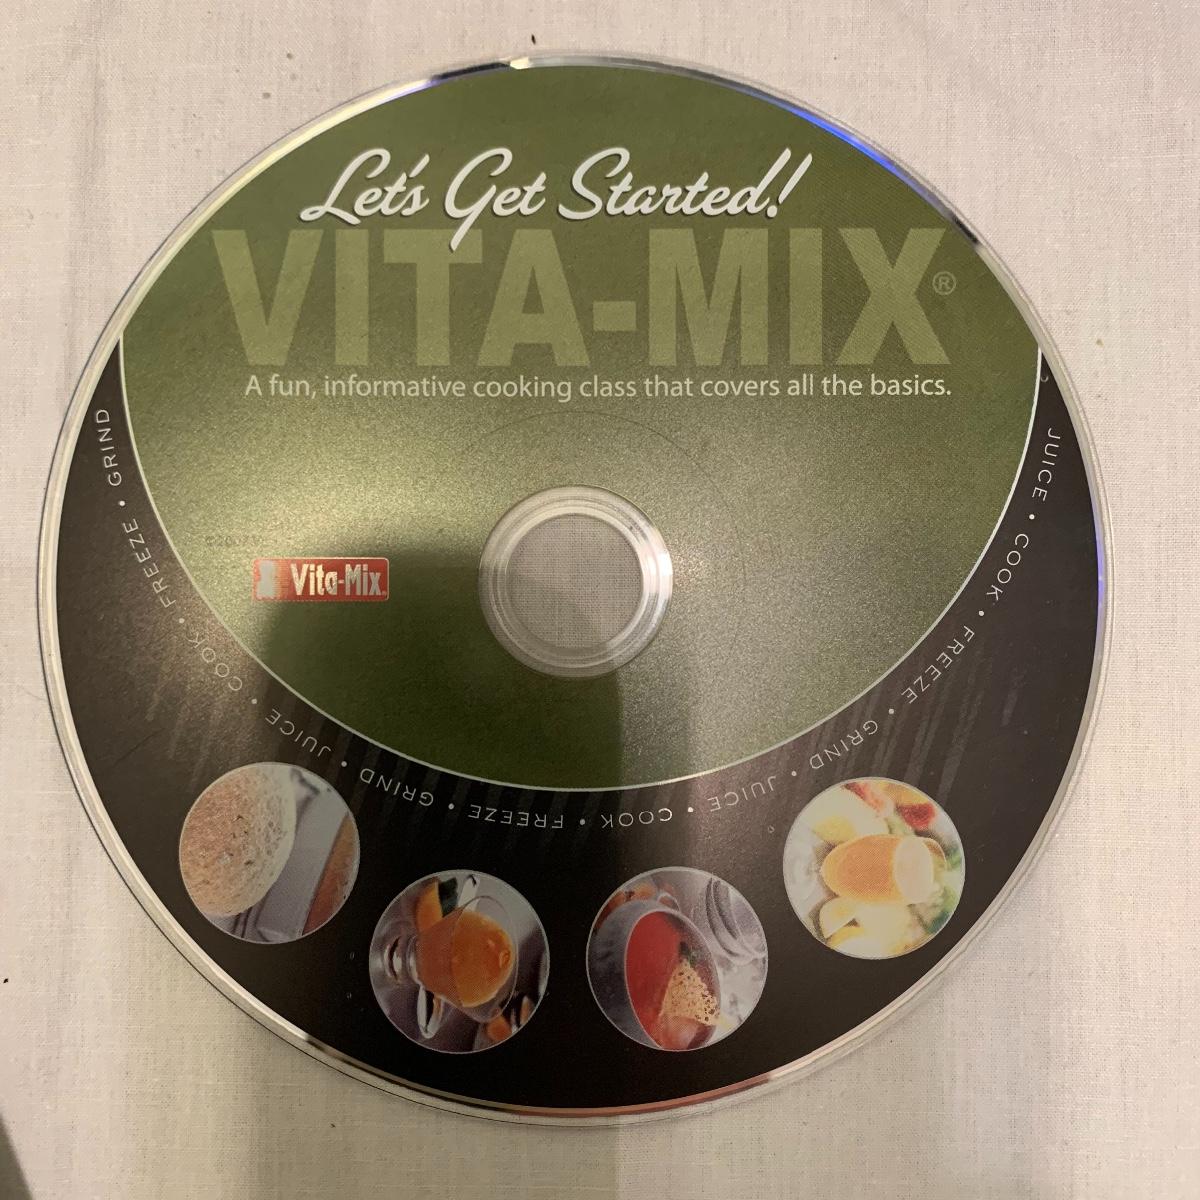 Let's Get Started!
VITA-MIX®
A fun, informative cooking class that covers all the basics.
Vita-Mix®
JUICE • COOK • FREEZE • GRIND • JUICE • COOK • FREEZE • GRIND • JUICE • COOK • FREEZE • GRIND